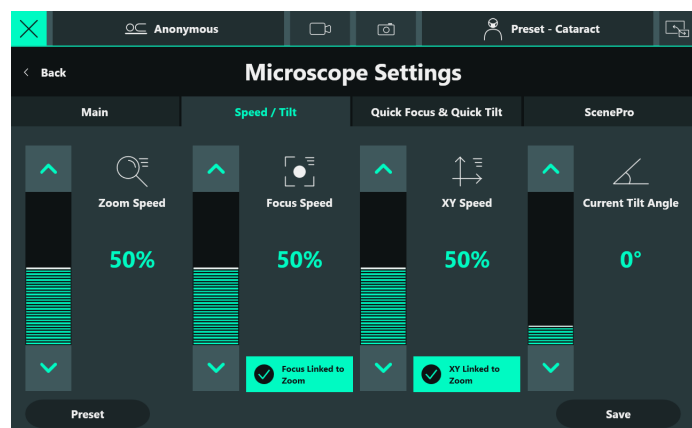 Anonymous
Preset - Cataract
Back
Microscope Settings
Main
Speed / Tilt
Quick Focus & Quick Tilt
ScenePro
Zoom Speed
Focus Speed
XY Speed
Current Tilt Angle
50%
50%
50%
0°
Focus Linked to
Zoom
XY Linked to
Zoom
Preset
Save